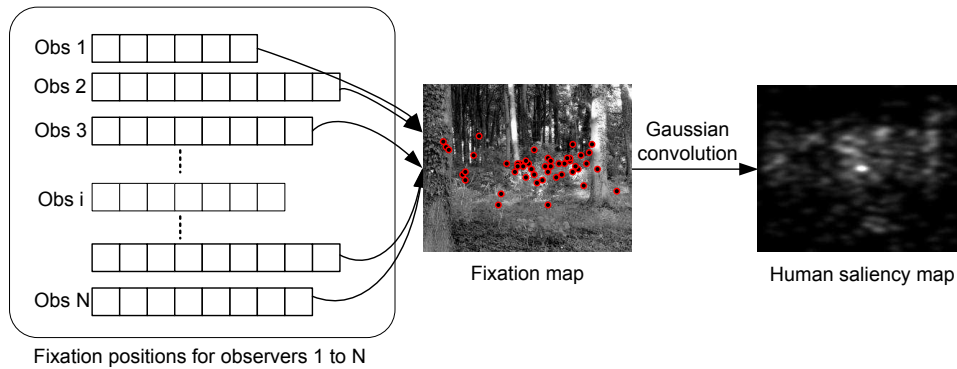 Obs 1
Obs 2
Obs 3
Obs i
Obs N
Fixation positions for observers 1 to N
Fixation map
Gaussian
convolution
Human saliency map